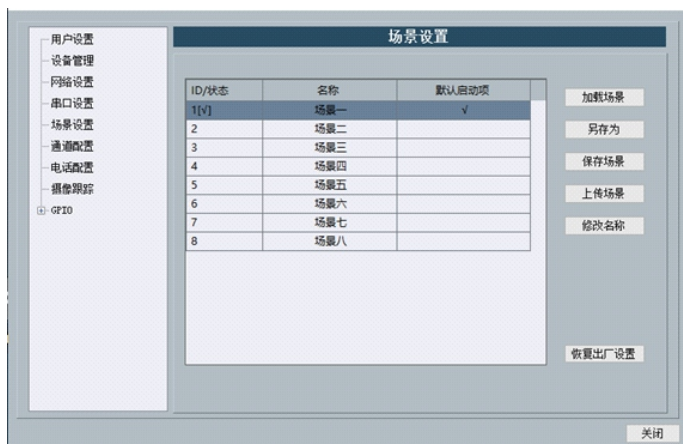 用户设置
设备管理
网络设置
串口设置
场景设置
通道配置
电话配置
摄像跟踪
GPIO
场景设置
ID/状态 名称 默认启动项
1[√] 场景一 √
2 场景二
3 场景三
4 场景四
5 场景五
6 场景六
7 场景七
8 场景八
加载场景
另存为
保存场景
上传场景
修改名称
恢复出厂设置
关闭